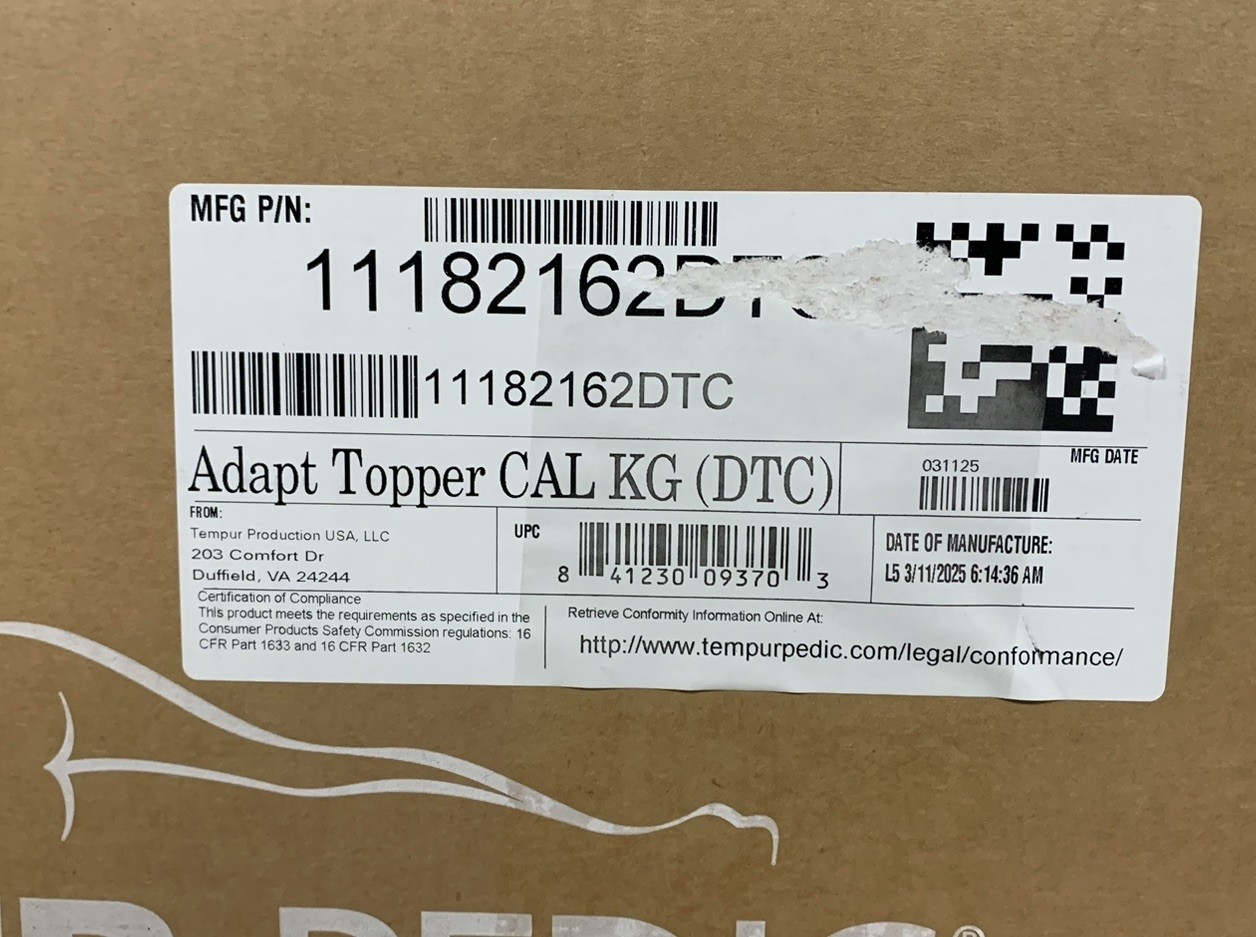 MFG P/N:
11182162DTC
11182162DTC
Adapt Topper CAL KG (DTC)
031125
MFG DATE
FROM:
Tempur Production USA, LLC
203 Comfort Dr
Duffield, VA 24244
UPC
8 41230 09370 3
DATE OF MANUFACTURE:
L5 3/11/2025 6:14:36 AM
Certification of Compliance
This product meets the requirements as specified in the
Consumer Products Safety Commission regulations: 16
CFR Part 1633 and 16 CFR Part 1632
Retrieve Conformity Information Online At:
http://www.tempurpedic.com/legal/conformance/
R-PEDIC®